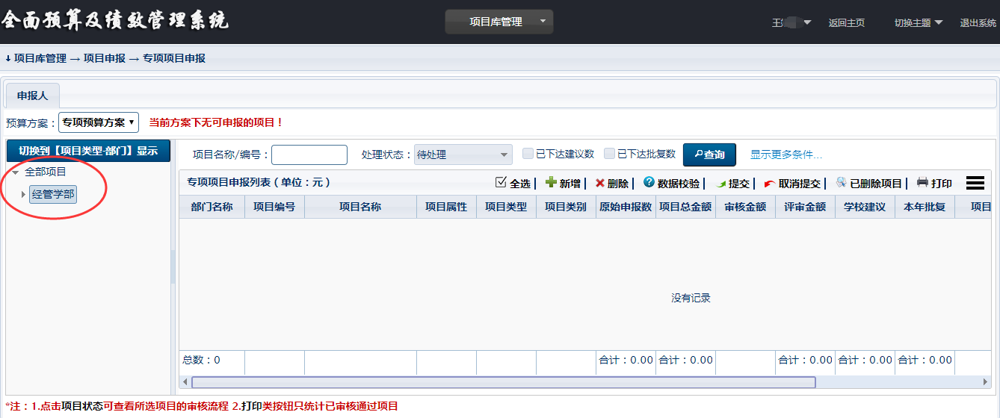 全面预算及绩效管理系统 项目库管理 王 返回主页 切换主题 退出系统
项目库管理 → 项目申报 → 专项项目申报
申报人
预算方案：专项预算方案 当前方案下无可申报的项目！
切换到【项目类型-部门】显示
全部项目
经管学部
项目名称/编号： 处理状态：待处理 已下达建议数 已下达批复数 查询 显示更多条件...
专项项目申报列表（单位：元） 全选 | 新增 | 删除 | 数据校验 | 提交 | 取消提交 | 已删除项目 | 打印
部门名称 项目编号 项目名称 项目属性 项目类型 项目类别 原始申报数 项目总金额 审核金额 评审金额 学校建议 本年批复 项目
没有记录
总数：0 合计：0.00 合计：0.00 合计：0.00 合计：0.00 合计：0.00
*注：1.点击项目状态可查看所选项目的审核流程 2.打印类按钮只统计已审核通过项目